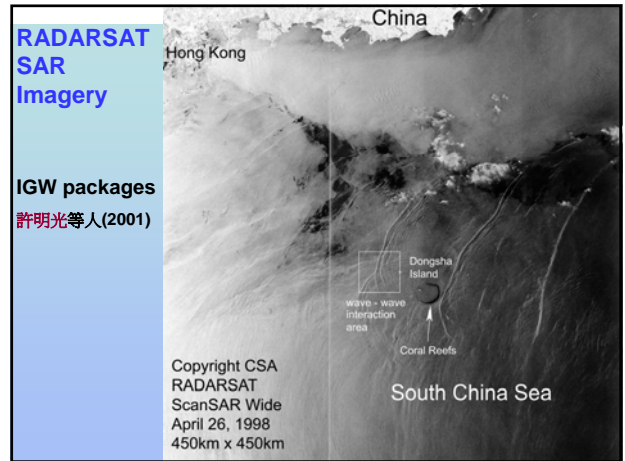 RADARSAT
SAR
Imagery
IGW packages
許明光等人(2001)
China
Hong Kong
Dongsha
Island
wave - wave
interaction
area
Coral Reefs
South China Sea
Copyright CSA
RADARSAT
ScanSAR Wide
April 26, 1998
450km x 450km